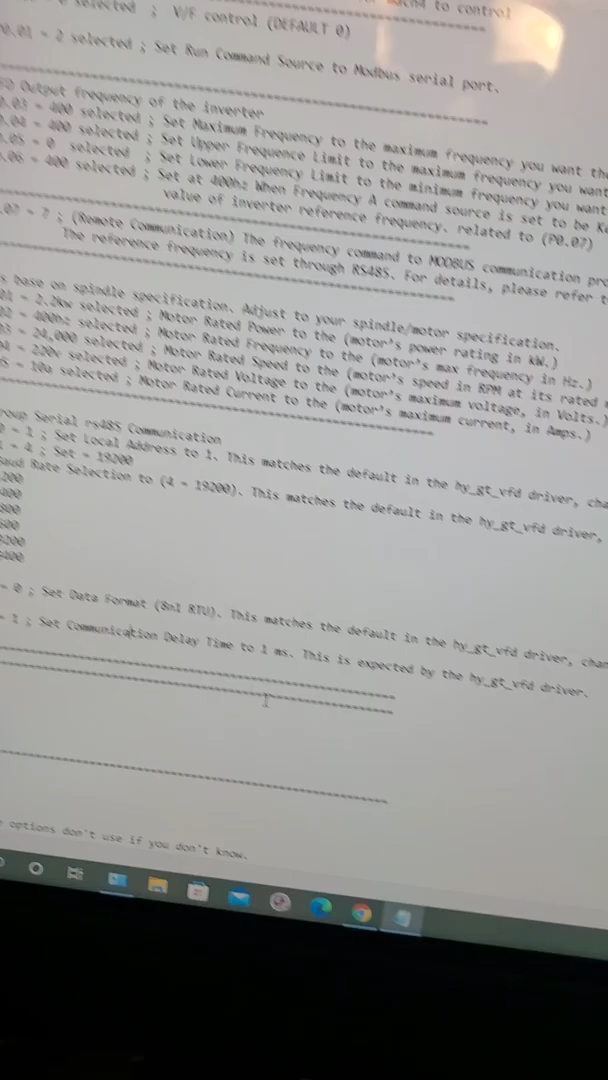 selected ; V/F control (DEFAULT 0)
to control
P0.01 = 2 selected ; Set Run Command Source to Modbus serial port.
Output frequency of the inverter
0.03 = 400 selected ; Set Maximum Frequency to the maximum frequency you want the
.04 = 400 selected ; Set Upper Frequence Limit to the maximum frequency you want
.05 = 0 selected ; Set Lower Frequency Limit to the minimum frequency you want
.06 = 400 selected ; Set at 400hz When Frequency A command source is set to be Ke
value of inverter reference frequency. related to (P0.07)
.07 = 7 ; (Remote Communication) The frequency command to MODBUS communication pro
The reference frequency is set through RS485. For details, please refer t
s base on spindle specification. Adjust to your spindle/motor specification.
01 = 2.2kw selected ; Motor Rated Power to the (motor's power rating in kW.)
02 = 400hz selected ; Motor Rated Frequency to the (motor's max frequency in Hz.)
03 = 24,000 selected ; Motor Rated Speed to the (motor's speed in RPM at its rated
04 = 220v selected ; Motor Rated Voltage to the (motor's maximum voltage, in Volts.)
05 = 10a selected ; Motor Rated Current to the (motor's maximum current, in Amps.)
roup Serial rs485 Communication
= 1 ; Set Local Address to 1. This matches the default in the hy_gt_vfd driver, cha
= 4 ; Set = 19200
aud Rate Selection to (4 = 19200). This matches the default in the hy_gt_vfd driver,
200
400
800
600
9200
8400
= 0 ; Set Data Format (8n1 RTU). This matches the default in the hy_gt_vfd driver, chan
= 1 ; Set Communication Delay Time to 1 ms. This is expected by the hy_gt_vfd driver.
options don't use if you don't know.